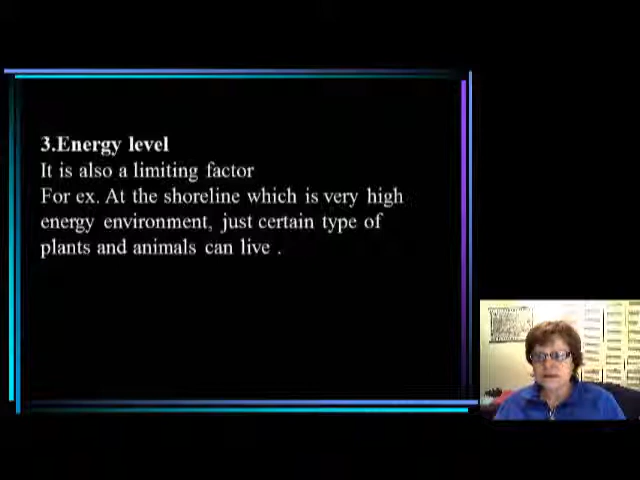 3.Energy level
It is also a limiting factor
For ex. At the shoreline which is very high
energy environment, just certain type of
plants and animals can live .